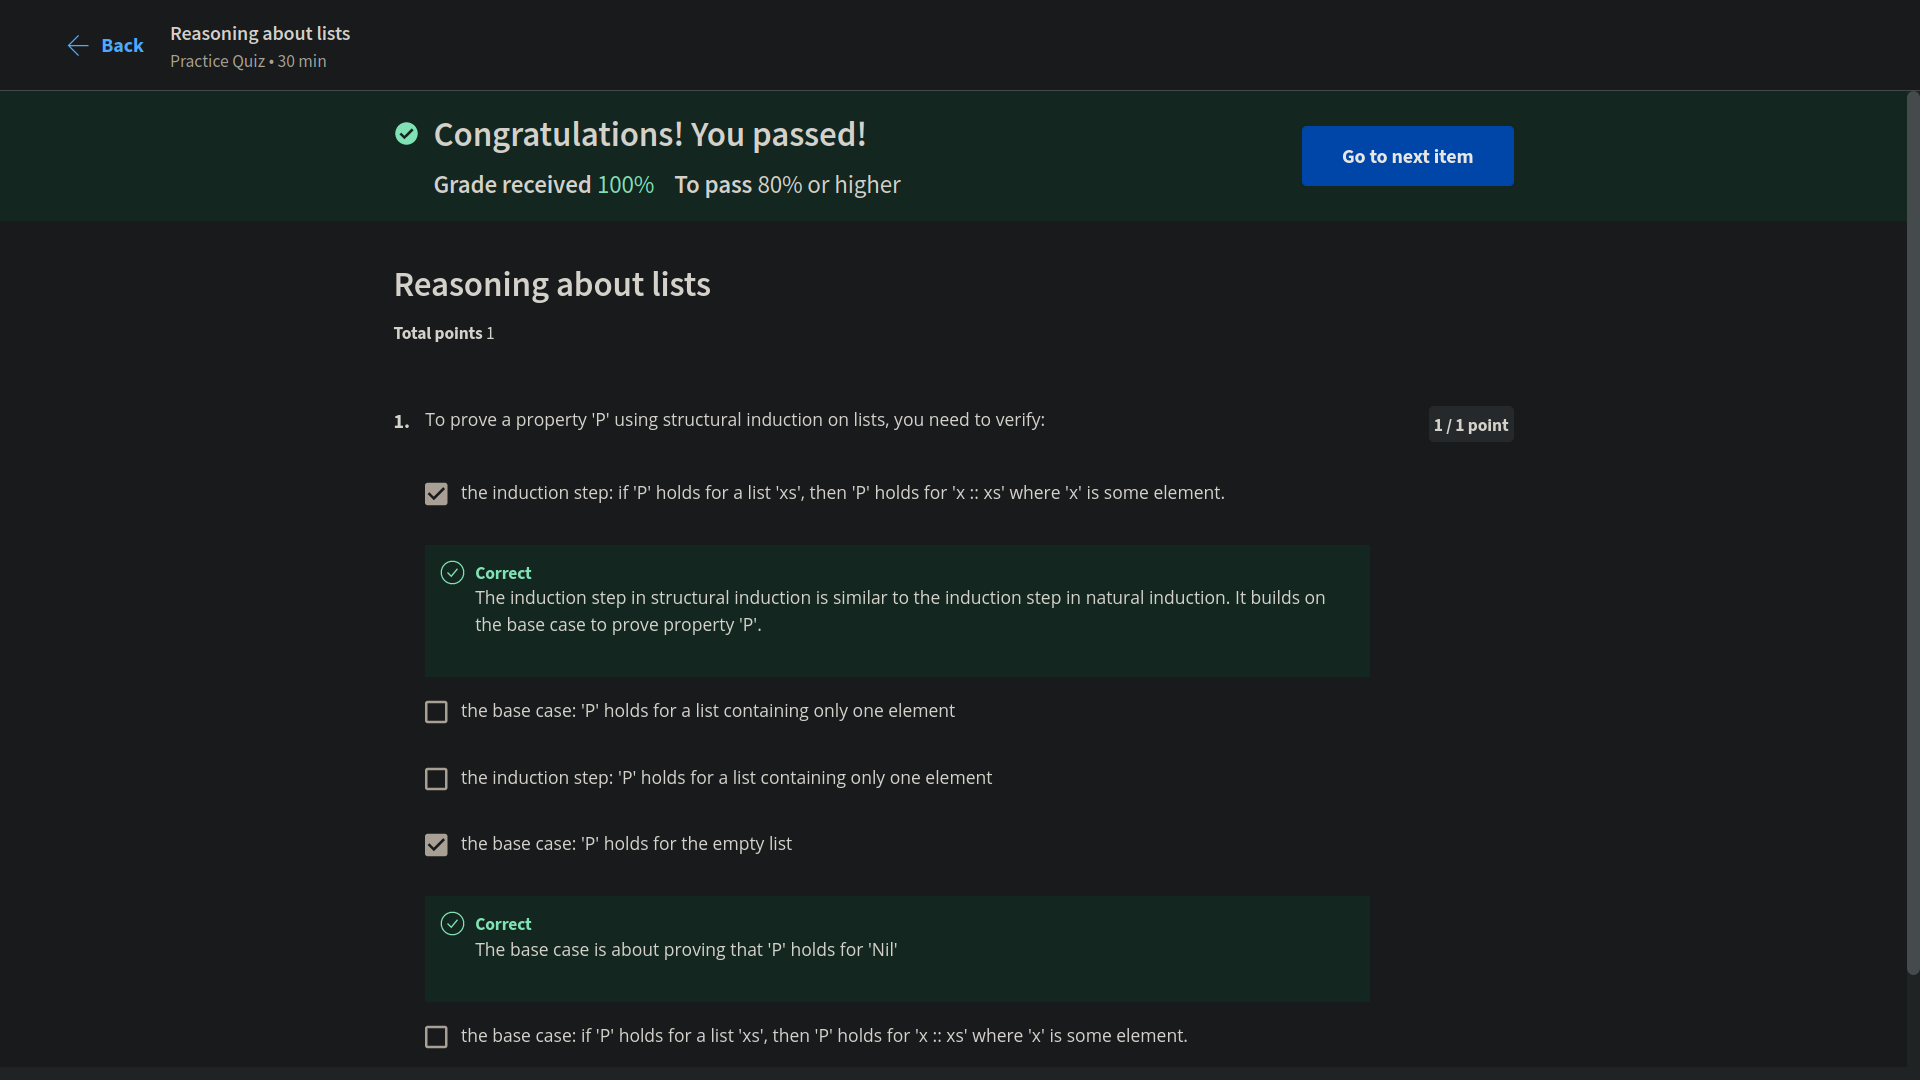 Back
Reasoning about lists
Practice Quiz • 30 min
Congratulations! You passed!
Grade received 100% To pass 80% or higher
Go to next item
Reasoning about lists
Total points 1
1. To prove a property 'P' using structural induction on lists, you need to verify:
1 / 1 point
the induction step: if 'P' holds for a list 'xs', then 'P' holds for 'x :: xs' where 'x' is some element.
Correct
The induction step in structural induction is similar to the induction step in natural induction. It builds on
the base case to prove property 'P'.
the base case: 'P' holds for a list containing only one element
the induction step: 'P' holds for a list containing only one element
the base case: 'P' holds for the empty list
Correct
The base case is about proving that 'P' holds for 'Nil'
the base case: if 'P' holds for a list 'xs', then 'P' holds for 'x :: xs' where 'x' is some element.